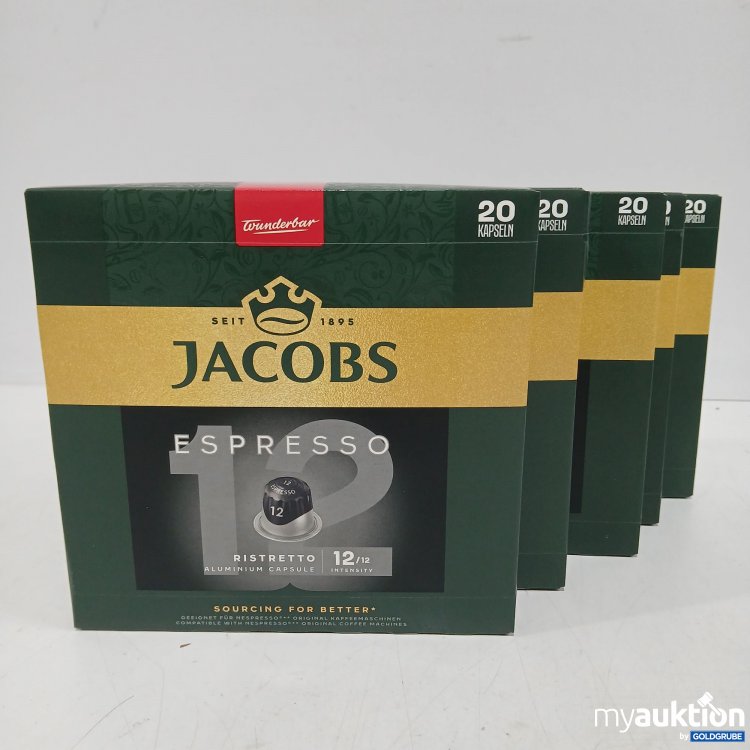 Wunderbar
20
KAPSELN
20
KAPSELN
20
KAPSELN
20
KAPSELN
SEIT 1895
JACOBS
12
ESPRESSO
12
ESPRESSO
12
RISTRETTO
ALUMINIUM CAPSULE
12/12
INTENSITY
SOURCING FOR BETTER*
GEEIGNET FÜR NESPRESSO*** ORIGINAL KAFFEEMASCHINEN
COMPATIBLE WITH NESPRESSO*** ORIGINAL COFFEE MACHINES
myauktion
by GOLDGRUBE